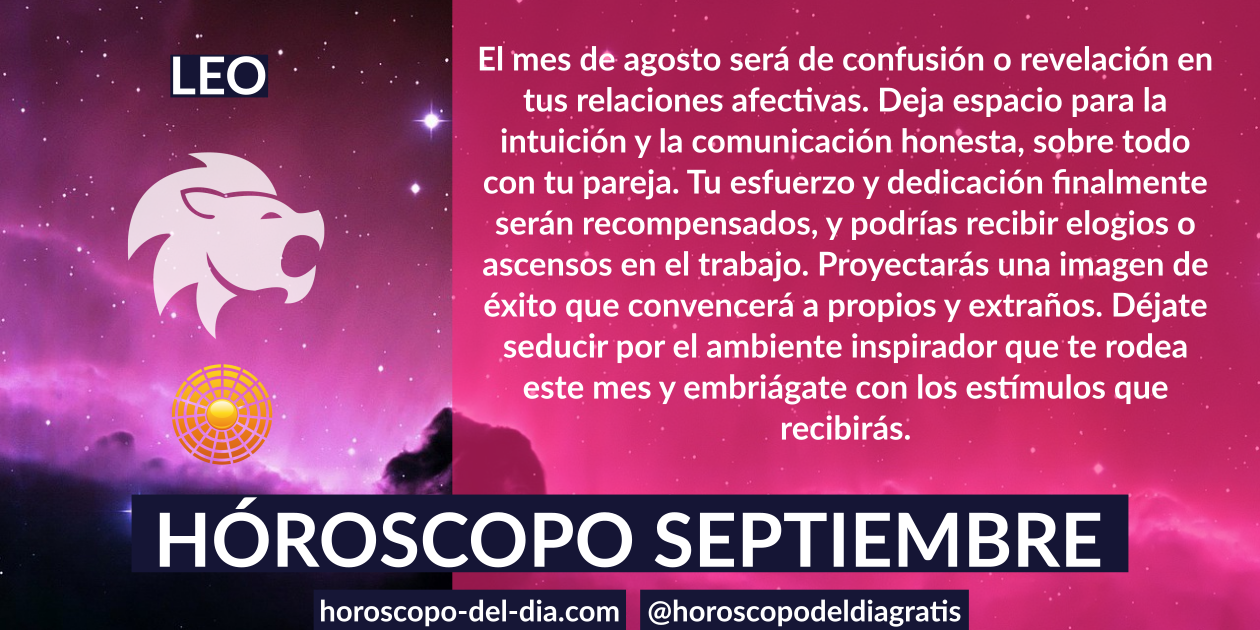 LEO
El mes de agosto será de confusión o revelación en
tus relaciones afectivas. Deja espacio para la
intuición y la comunicación honesta, sobre todo
con tu pareja. Tu esfuerzo y dedicación finalmente
serán recompensados, y podrías recibir elogios o
ascensos en el trabajo. Proyectarás una imagen de
éxito que convencerá a propios y extraños. Déjate
seducir por el ambiente inspirador que te rodea
este mes y embriágate con los estímulos que
recibirás.
HÓROSCOPO SEPTIEMBRE
horoscopo-del-dia.com @horoscopodeldiagratis